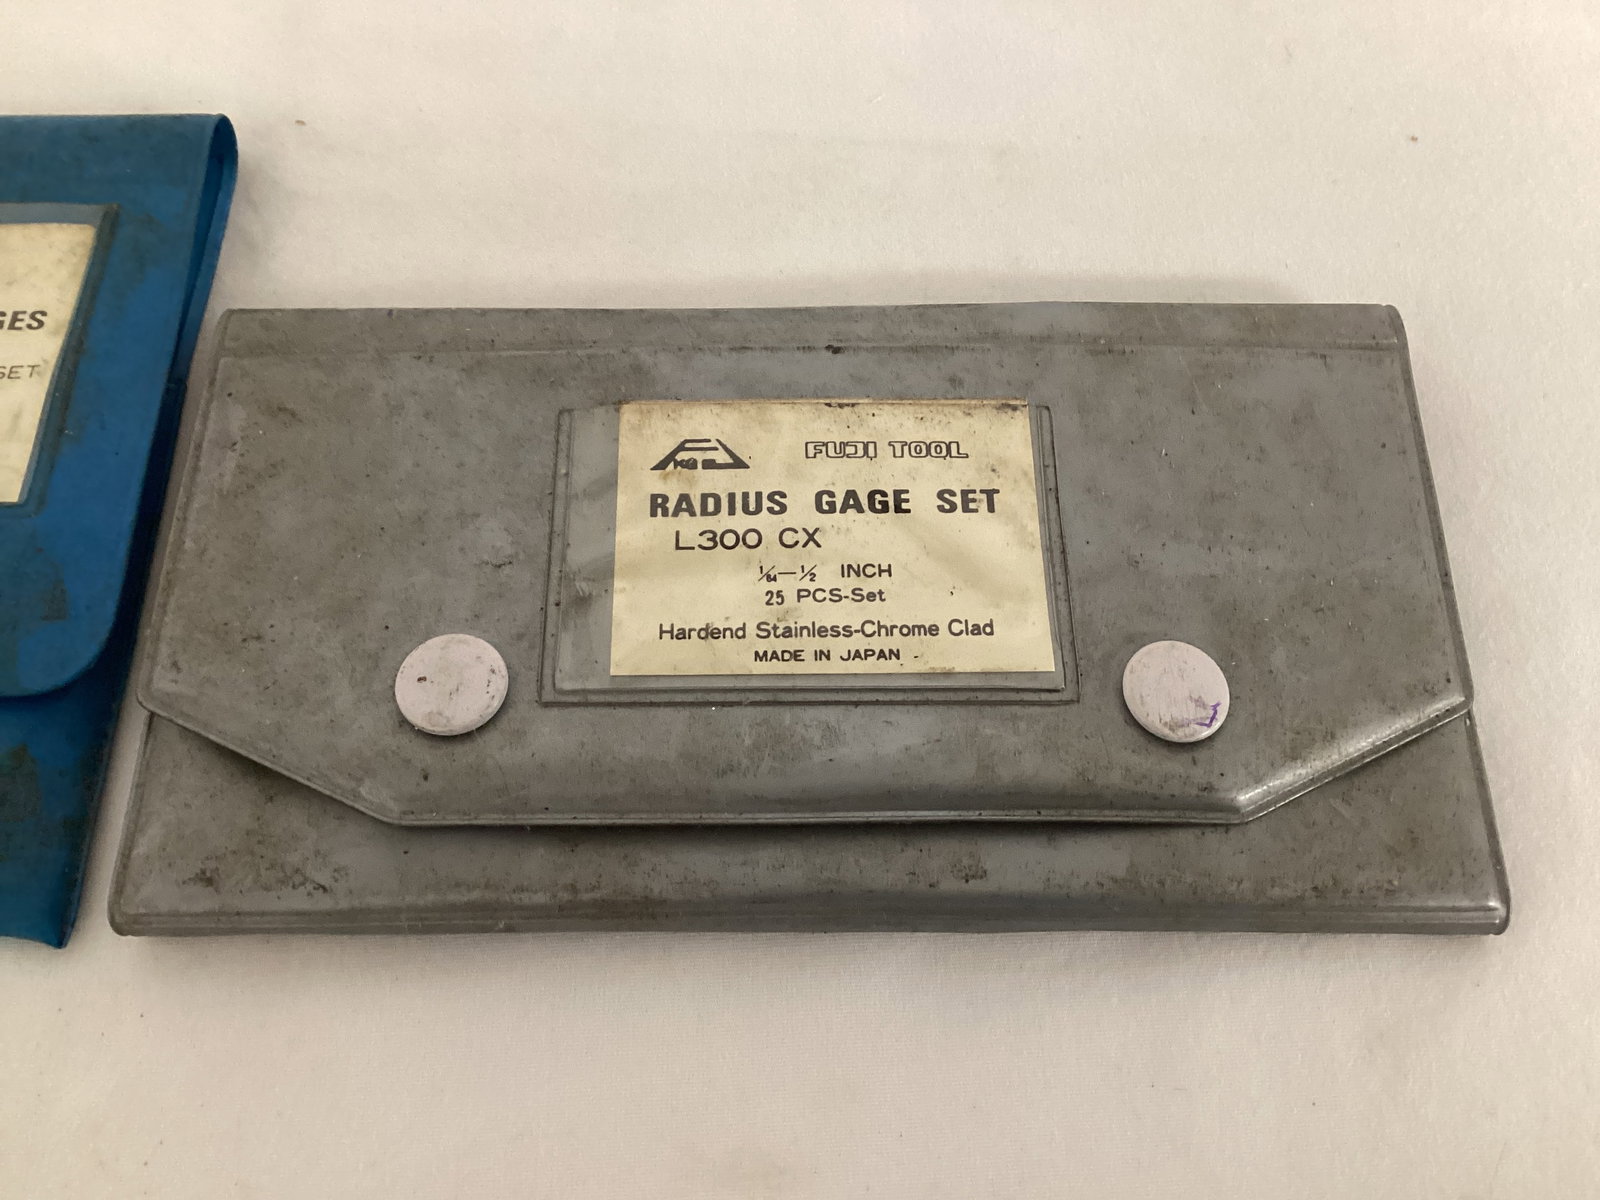 GES
SET
FUJI TOOL
RADIUS GAGE SET
L300 CX
1/64—1/2 INCH
25 PCS-Set
Hardend Stainless-Chrome Clad
MADE IN JAPAN